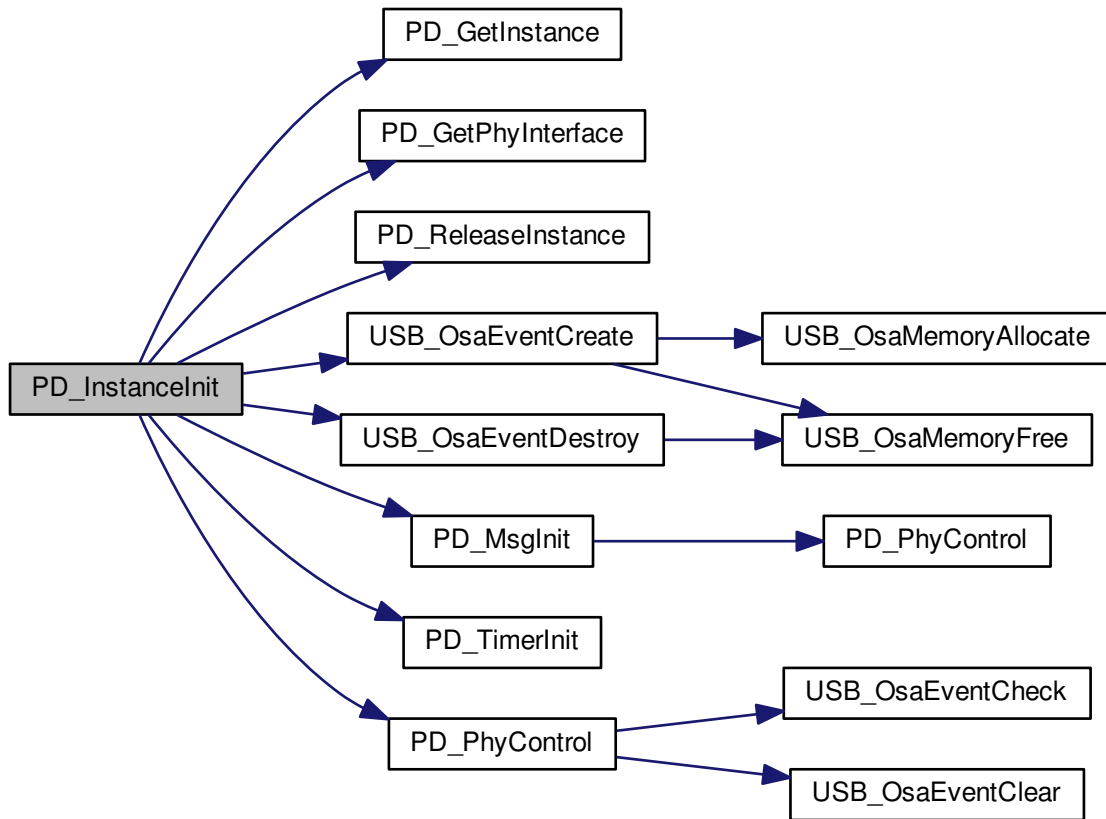 PD_GetInstance
PD_GetPhyInterface
PD_ReleaseInstance
USB_OsaEventCreate
USB_OsaMemoryAllocate
PD_InstanceInit
USB_OsaEventDestroy
USB_OsaMemoryFree
PD_MsgInit
PD_PhyControl
PD_TimerInit
USB_OsaEventCheck
PD_PhyControl
USB_OsaEventClear